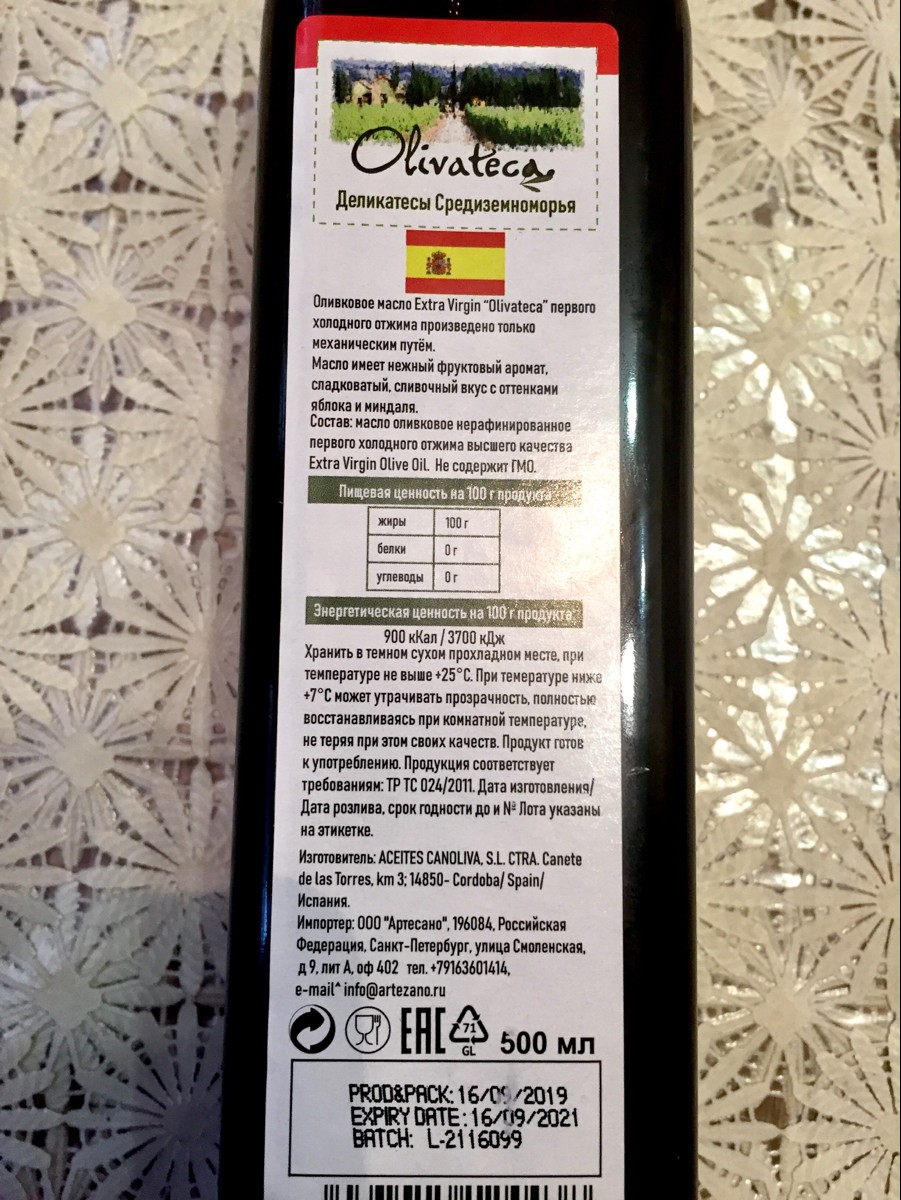 Olivateca
Деликатесы Средиземноморья
Оливковое масло Extra Virgin “Olivateca” первого
холодного отжима произведено только
механическим путём.
Масло имеет нежный фруктовый аромат,
сладковатый, сливочный вкус с оттенками
яблока и миндаля.
Состав: масло оливковое нерафинированное
первого холодного отжима высшего качества
Extra Virgin Olive Oil. Не содержит ГМО.
Пищевая ценность на 100 г продукта
жиры 100 г
белки 0 г
углеводы 0 г
Энергетическая ценность на 100 г продукта
900 кКал / 3700 кДж
Хранить в темном сухом прохладном месте, при
температуре не выше +25°С. При темературе ниже
+7°С может утрачивать прозрачность, полностью
восстанавливаясь при комнатной температуре,
не теряя при этом своих качеств. Продукт готов
к употреблению. Продукция соответствует
требованиям: ТР ТС 024/2011. Дата изготовления/
Дата розлива, срок годности до и № Лота указаны
на этикетке.
Изготовитель: ACEITES CANOLIVA, S.L. CTRA. Canete
de las Torres, km 3; 14850- Cordoba/ Spain/
Испания.
Импортер: ООО "Артесано", 196084, Российская
Федерация, Санкт-Петербург, улица Смоленская,
д 9, лит А, оф 402 тел. +79163601414,
e-mail^ info@artezano.ru
EAC 71 GL 500 мл
PROD&PACK: 16/09/2019
EXPIRY DATE: 16/09/2021
BATCH: L-2116099